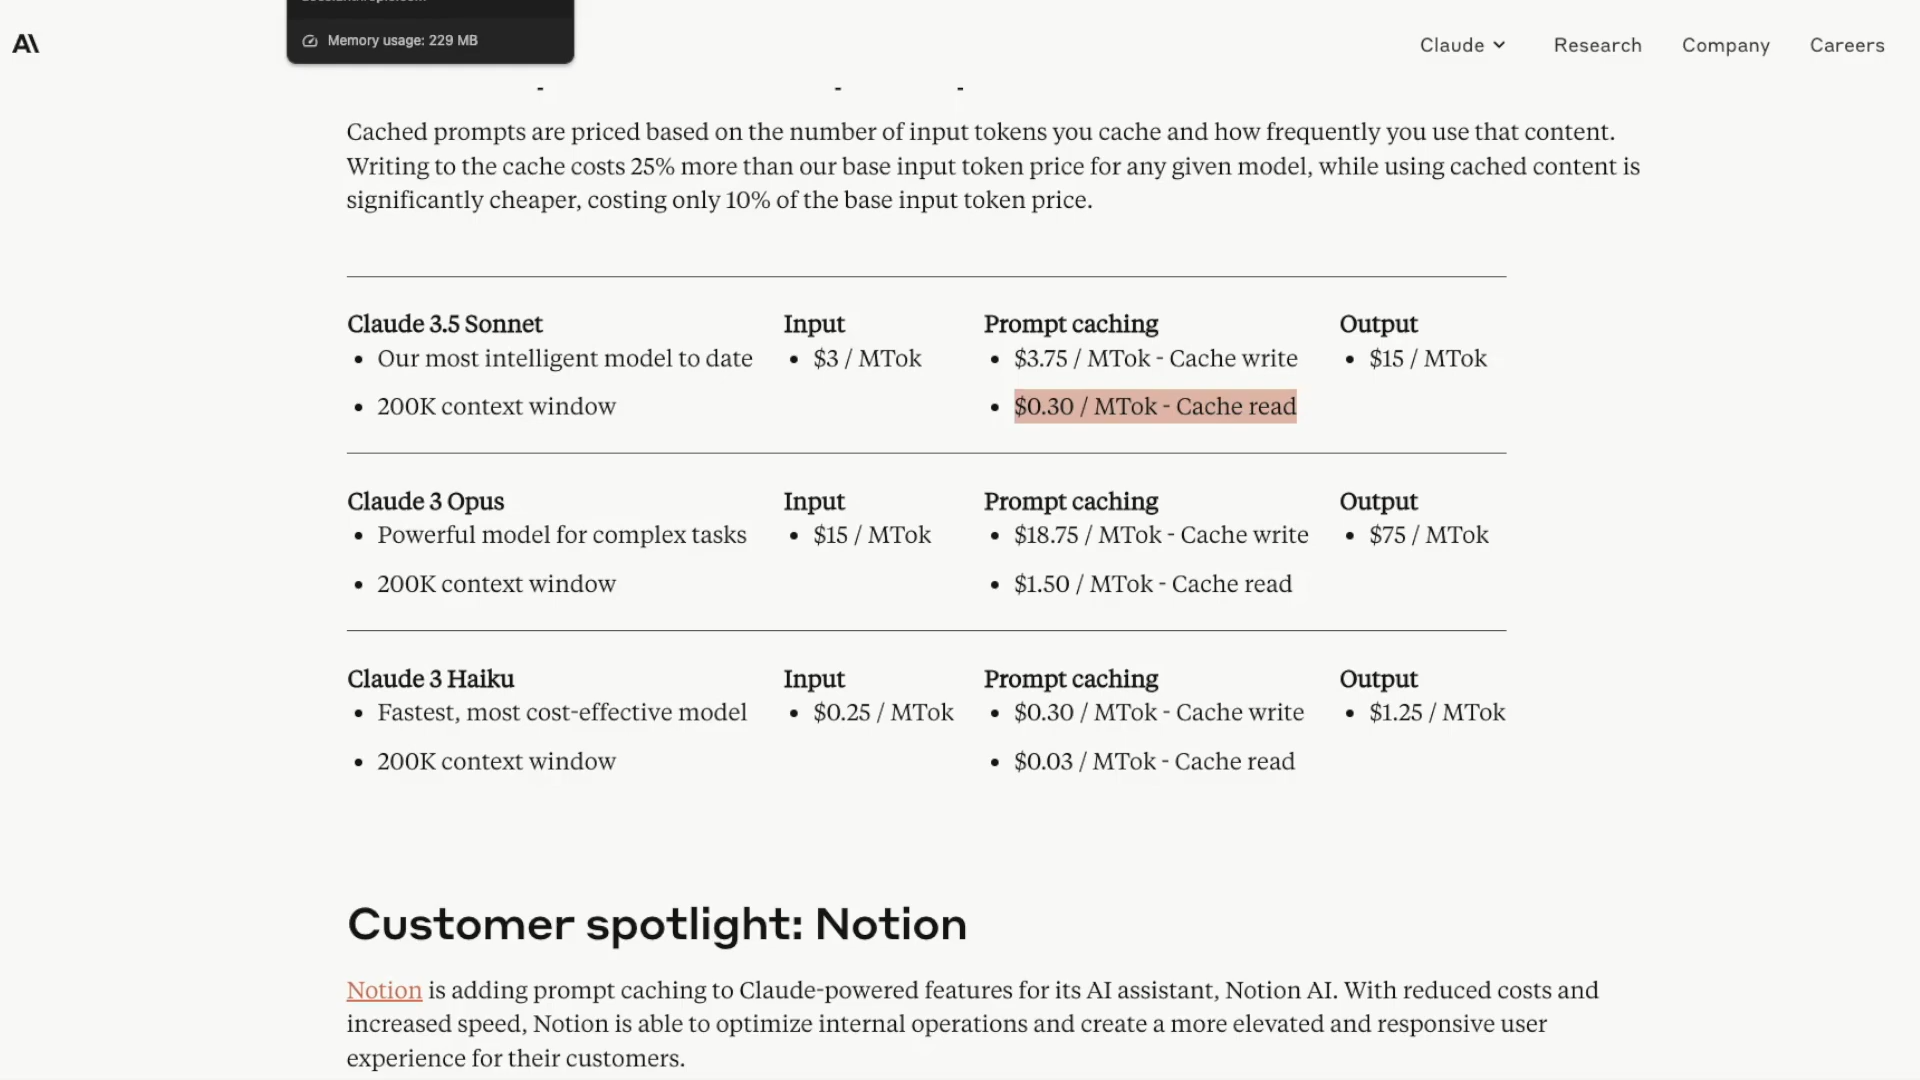 Memory usage: 229 MB
Claude Research Company Careers
Cached prompts are priced based on the number of input tokens you cache and how frequently you use that content.
Writing to the cache costs 25% more than our base input token price for any given model, while using cached content is
significantly cheaper, costing only 10% of the base input token price.
Claude 3.5 Sonnet Input Prompt caching Output
• Our most intelligent model to date • $3 / MTok • $3.75 / MTok - Cache write • $15 / MTok
• 200K context window • $0.30 / MTok - Cache read
Claude 3 Opus Input Prompt caching Output
• Powerful model for complex tasks • $15 / MTok • $18.75 / MTok - Cache write • $75 / MTok
• 200K context window • $1.50 / MTok - Cache read
Claude 3 Haiku Input Prompt caching Output
• Fastest, most cost-effective model • $0.25 / MTok • $0.30 / MTok - Cache write • $1.25 / MTok
• 200K context window • $0.03 / MTok - Cache read
Customer spotlight: Notion
Notion is adding prompt caching to Claude-powered features for its AI assistant, Notion AI. With reduced costs and
increased speed, Notion is able to optimize internal operations and create a more elevated and responsive user
experience for their customers.